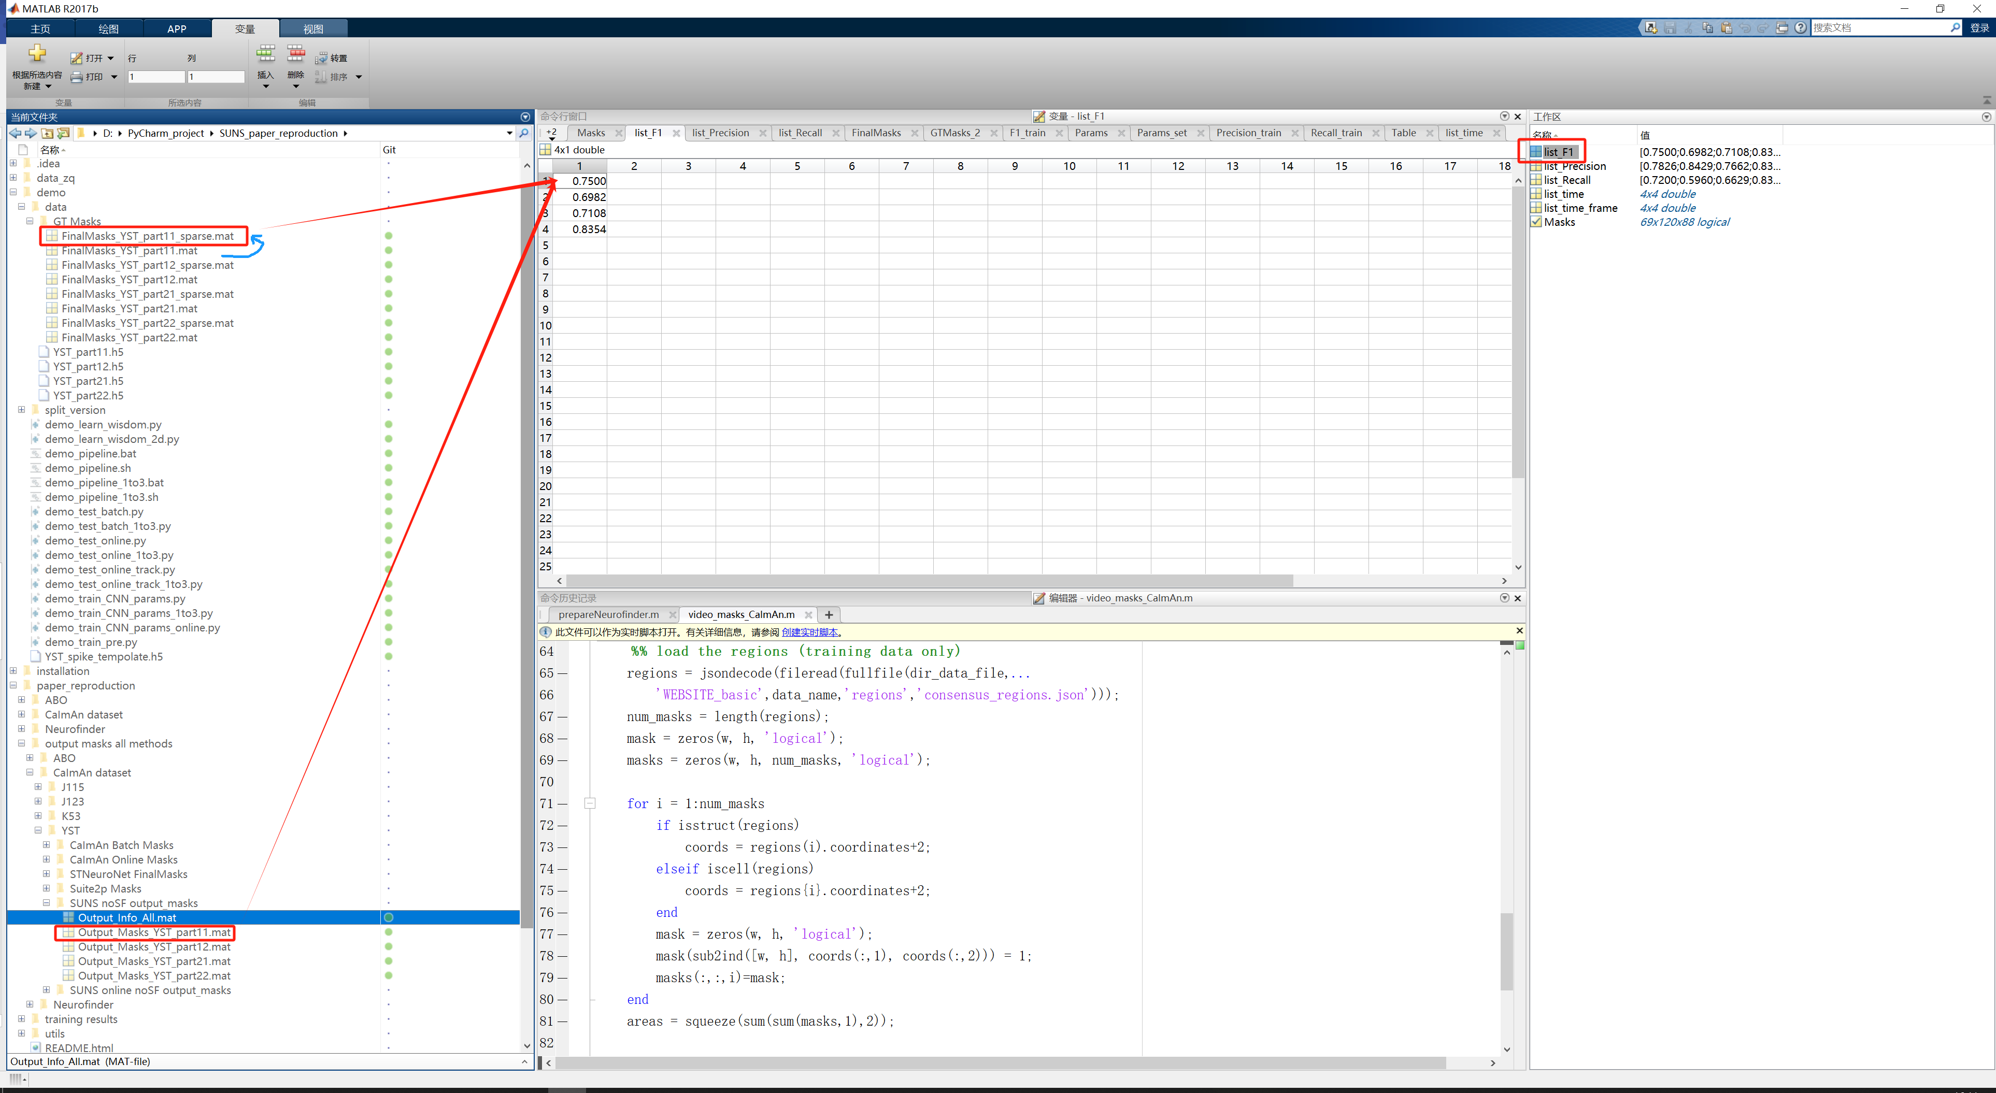 MATLAB R2017b
主页 绘图 APP 变量 视图
搜索文档 登录
根据所选内容
新建
打开
打印
行 列
1 1
插入 删除
转置
排序
变量 所选内容 编辑
当前文件夹
D: PyCharm_project SUNS_paper_reproduction
名称 Git
.idea
data_zq
demo
data
GT Masks
FinalMasks_YST_part11_sparse.mat
FinalMasks_YST_part11.mat
FinalMasks_YST_part12_sparse.mat
FinalMasks_YST_part12.mat
FinalMasks_YST_part21_sparse.mat
FinalMasks_YST_part21.mat
FinalMasks_YST_part22_sparse.mat
FinalMasks_YST_part22.mat
YST_part11.h5
YST_part12.h5
YST_part21.h5
YST_part22.h5
split_version
demo_learn_wisdom.py
demo_learn_wisdom_2d.py
demo_pipeline.bat
demo_pipeline.sh
demo_pipeline_1to3.bat
demo_pipeline_1to3.sh
demo_test_batch.py
demo_test_batch_1to3.py
demo_test_online.py
demo_test_online_1to3.py
demo_test_online_track.py
demo_test_online_track_1to3.py
demo_train_CNN_params.py
demo_train_CNN_params_1to3.py
demo_train_CNN_params_online.py
demo_train_pre.py
YST_spike_tempolate.h5
installation
paper_reproduction
ABO
CaImAn dataset
Neurofinder
output masks all methods
ABO
CaImAn dataset
J115
J123
K53
YST
CaImAn Batch Masks
CaImAn Online Masks
STNeuroNet FinalMasks
Suite2p Masks
SUNS noSF output_masks
Output_Info_All.mat
Output_Masks_YST_part11.mat
Output_Masks_YST_part12.mat
Output_Masks_YST_part21.mat
Output_Masks_YST_part22.mat
SUNS online noSF output_masks
Neurofinder
training results
utils
README.html
Output_Info_All.mat (MAT-file)
命令行窗口
变量 - list_F1
+2 Masks list_F1 list_Precision list_Recall FinalMasks GTMasks_2 F1_train Params Params_set Precision_train Recall_train Table list_time
4x1 double
1 2 3 4 5 6 7 8 9 10 11 12 13 14 15 16 17 18
1 0.7500
2 0.6982
3 0.7108
4 0.8354
5
6
7
8
9
10
11
12
13
14
15
16
17
18
19
20
21
22
23
24
25
命令历史记录
编辑器 - video_masks_CaImAn.m
prepareNeurofinder.m video_masks_CaImAn.m +
此文件可以作为实时脚本打开。有关详细信息，请参阅 创建实时脚本。
64 %% load the regions (training data only)
65 regions = jsondecode(fileread(fullfile(dir_data_file,...
66 'WEBSITE_basic',data_name,'regions','consensus_regions.json')));
67 num_masks = length(regions);
68 mask = zeros(w, h, 'logical');
69 masks = zeros(w, h, num_masks, 'logical');
70
71 for i = 1:num_masks
72 if isstruct(regions)
73 coords = regions(i).coordinates+2;
74 elseif iscell(regions)
75 coords = regions{i}.coordinates+2;
76 end
77 mask = zeros(w, h, 'logical');
78 mask(sub2ind([w, h], coords(:,1), coords(:,2))) = 1;
79 masks(:,:,i)=mask;
80 end
81 areas = squeeze(sum(sum(masks,1),2));
82
工作区
名称 值
list_F1 [0.7500;0.6982;0.7108;0.83...
list_Precision [0.7826;0.8429;0.7662;0.83...
list_Recall [0.7200;0.5960;0.6629;0.83...
list_time 4x4 double
list_time_frame 4x4 double
Masks 69x120x88 logical